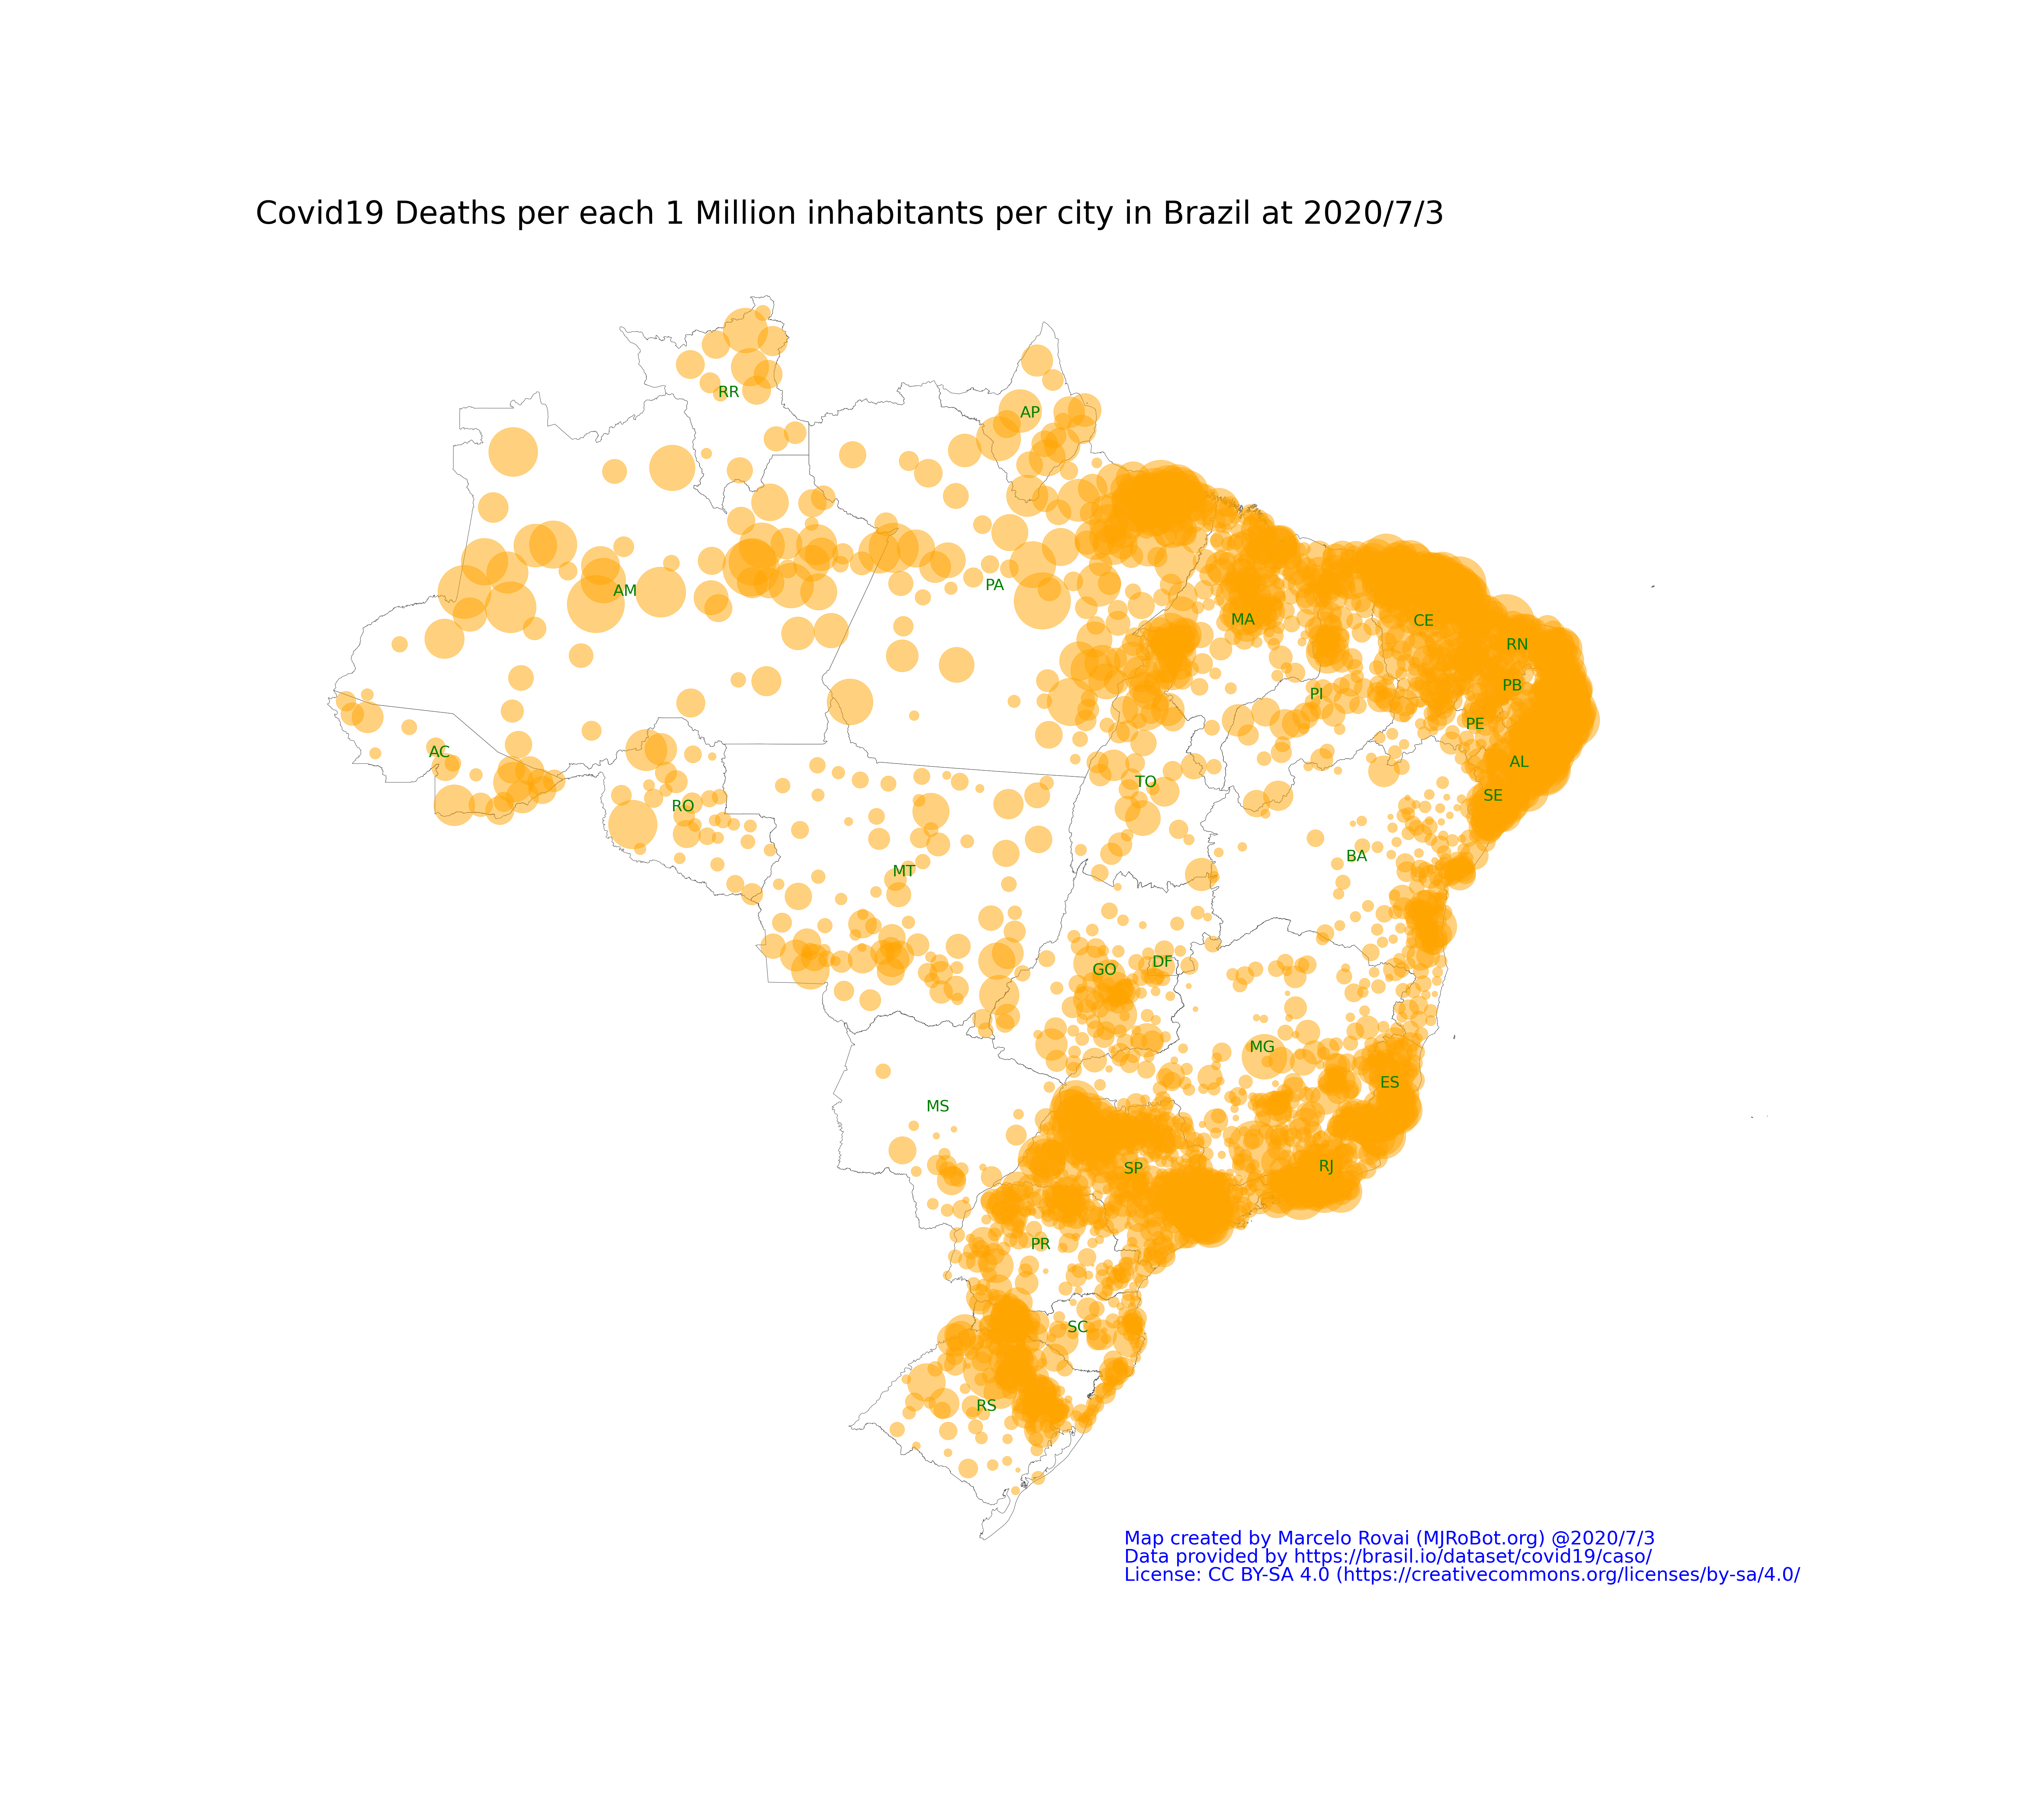 Covid19 Deaths per each 1 Million inhabitants per city in Brazil at 2020/7/3
RR
AP
AM
PA
MA
CE
RN
PB
PI
PE
AC
AL
TO
SE
RO
BA
MT
DF
GO
MG
ES
MS
RJ
SP
PR
SC
RS
Map created by Marcelo Rovai (MJRoBot.org) @2020/7/3
Data provided by https://brasil.io/dataset/covid19/caso/
License: CC BY-SA 4.0 (https://creativecommons.org/licenses/by-sa/4.0/